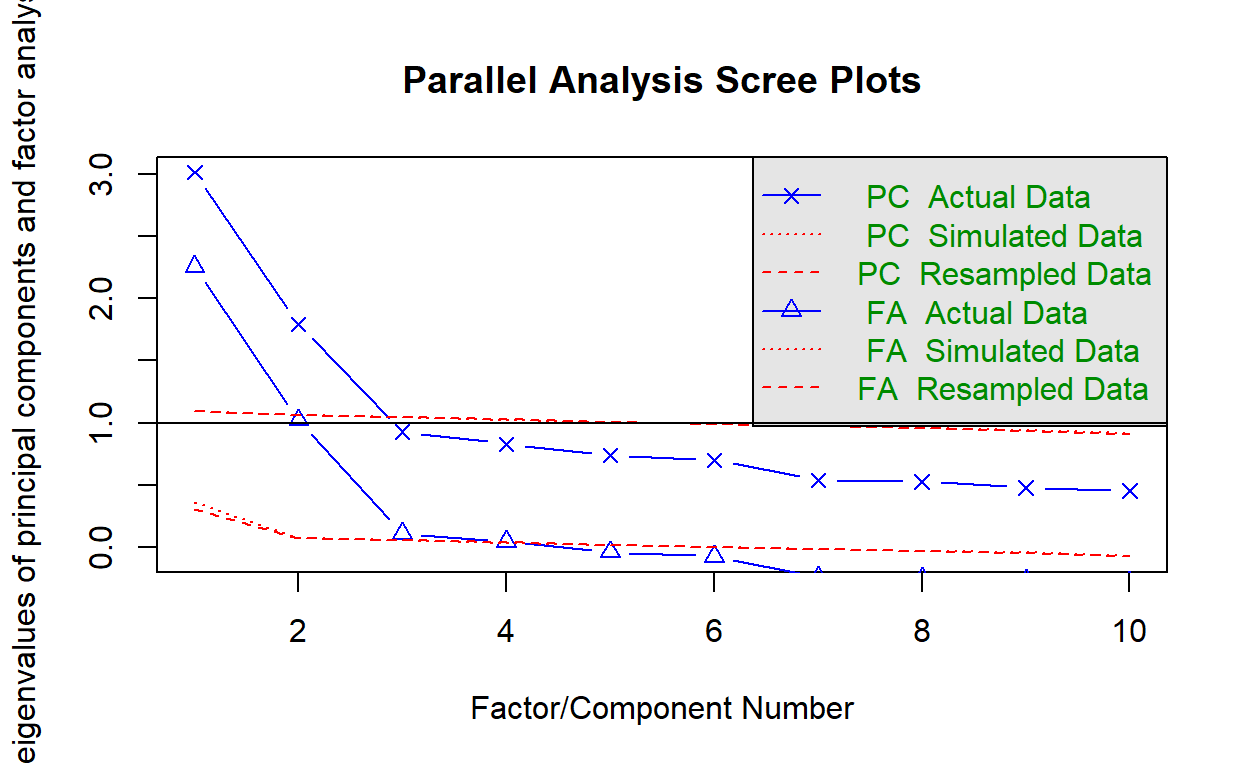 Parallel Analysis Scree Plots
eigenvalues of principal components and factor
3.0
2.0
1.0
0.0
PC Actual Data
PC Simulated Data
PC Resampled Data
FA Actual Data
FA Simulated Data
FA Resampled Data
2
4
6
8
10
Factor/Component Number